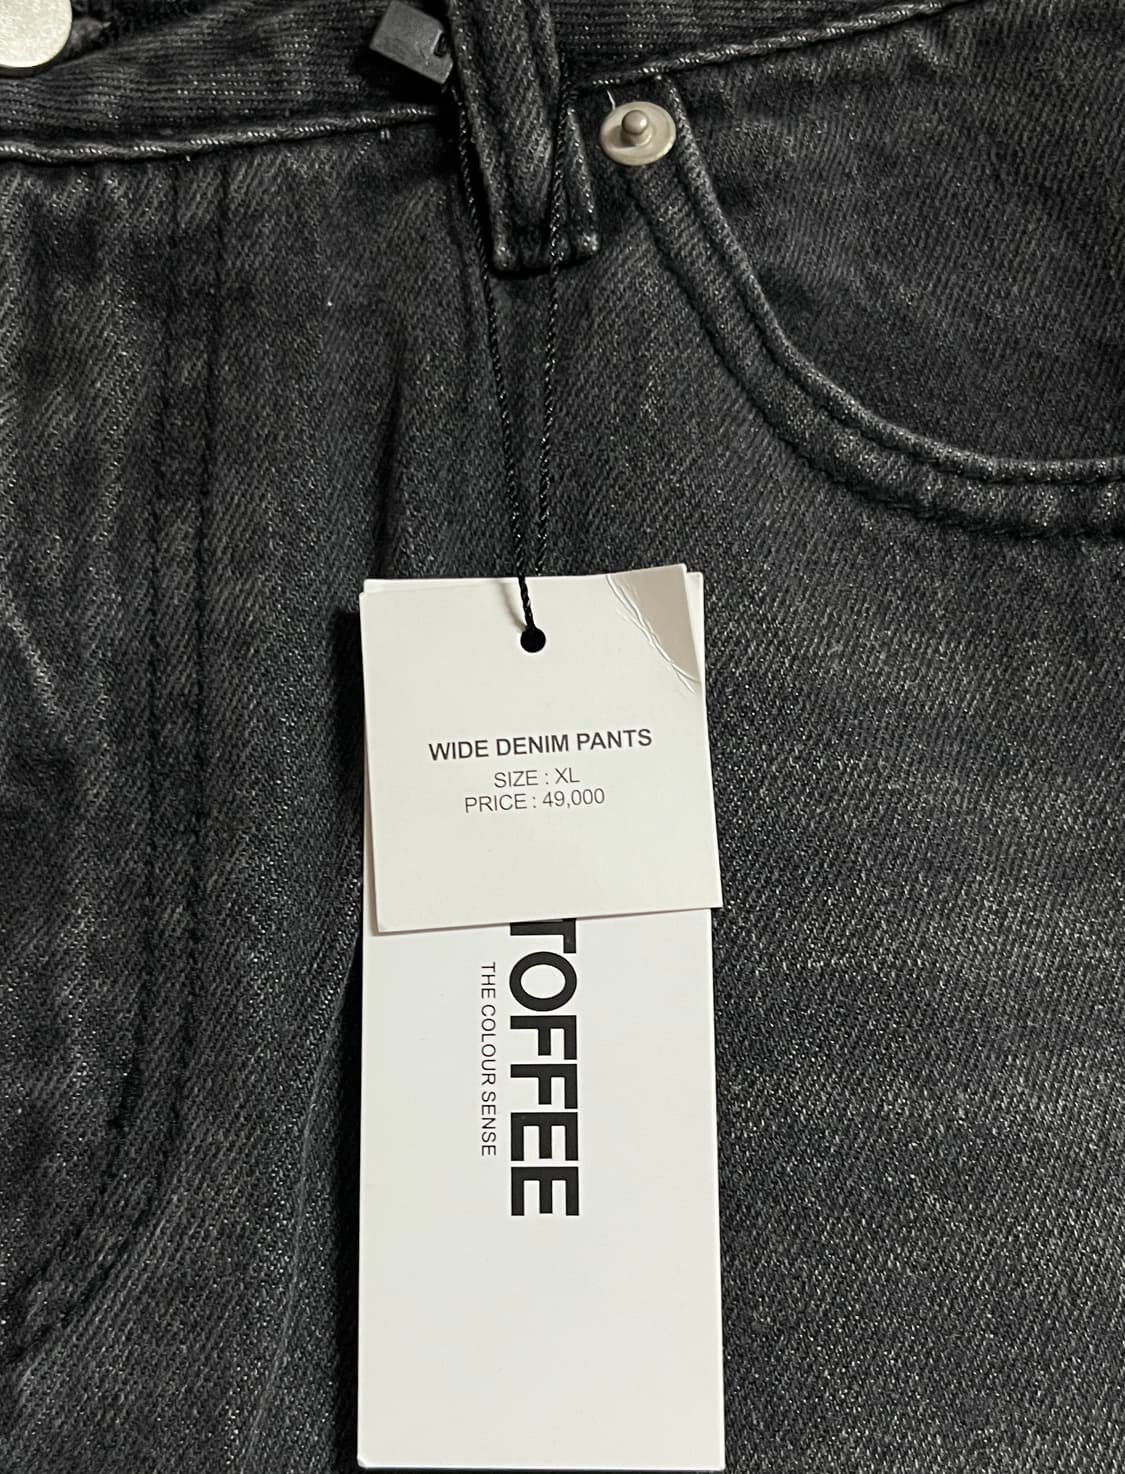 WIDE DENIM PANTS
SIZE : XL
PRICE : 49,000
TOFFEE
THE COLOUR SENSE